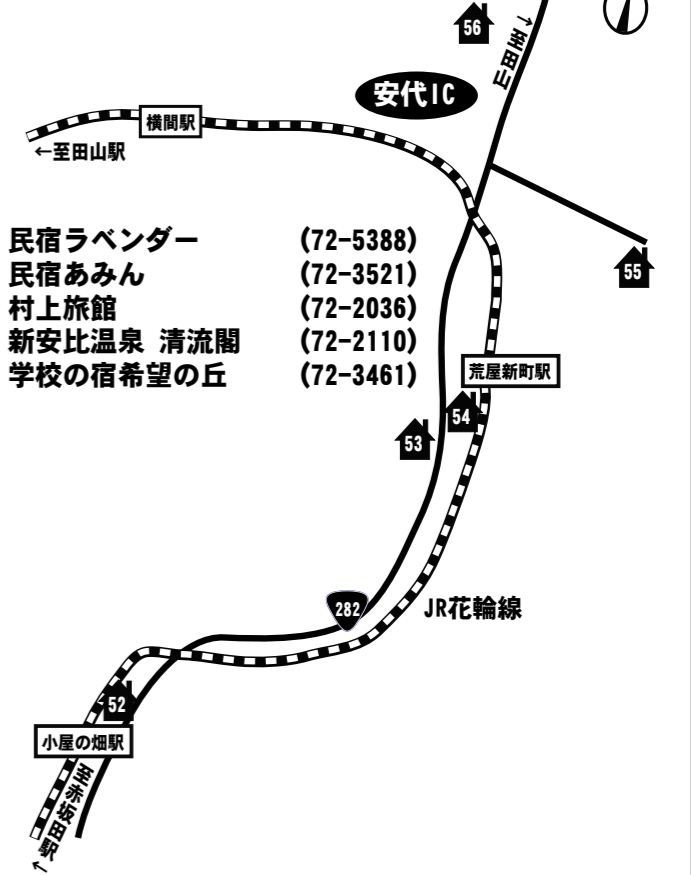 56
←至田山
安代IC
横間駅
←至田山駅
民宿ラベンダー (72-5388)
民宿あみん (72-3521)
村上旅館 (72-2036)
新安比温泉 清流閣 (72-2110)
学校の宿希望の丘 (72-3461)
55
荒屋新町駅
54
53
282
JR花輪線
52
小屋の畑駅
至赤坂田駅→